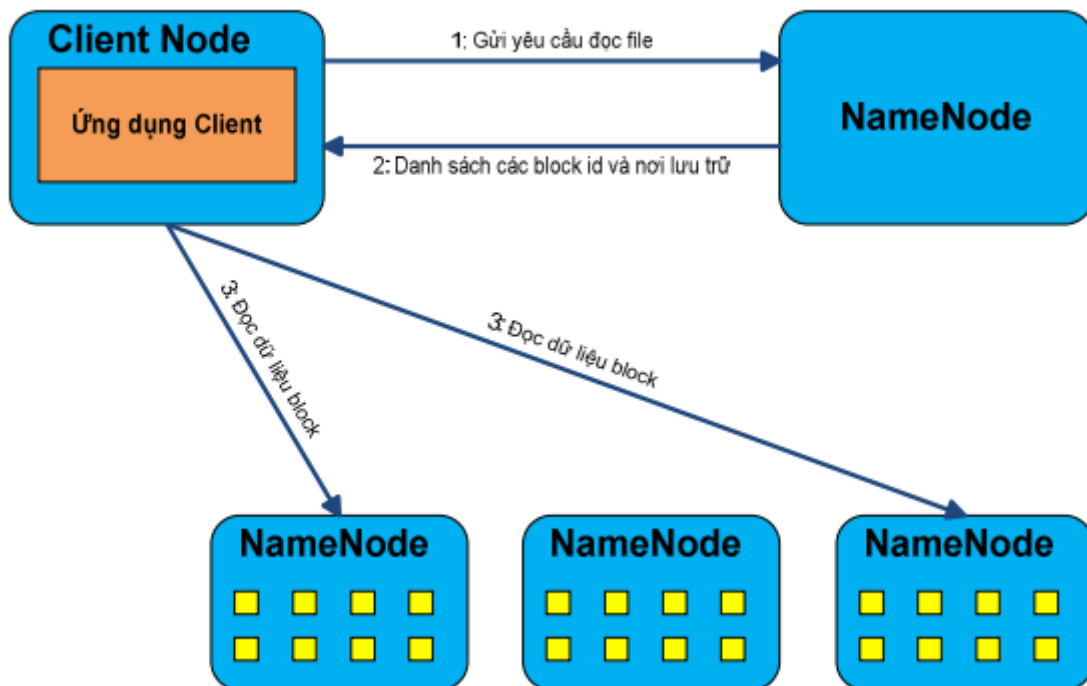 Client Node
1: Gửi yêu cầu đọc file
Ứng dụng Client
NameNode
2: Danh sách các block id và nơi lưu trữ
3: Đọc dữ liệu block
3: Đọc dữ liệu block
NameNode
NameNode
NameNode